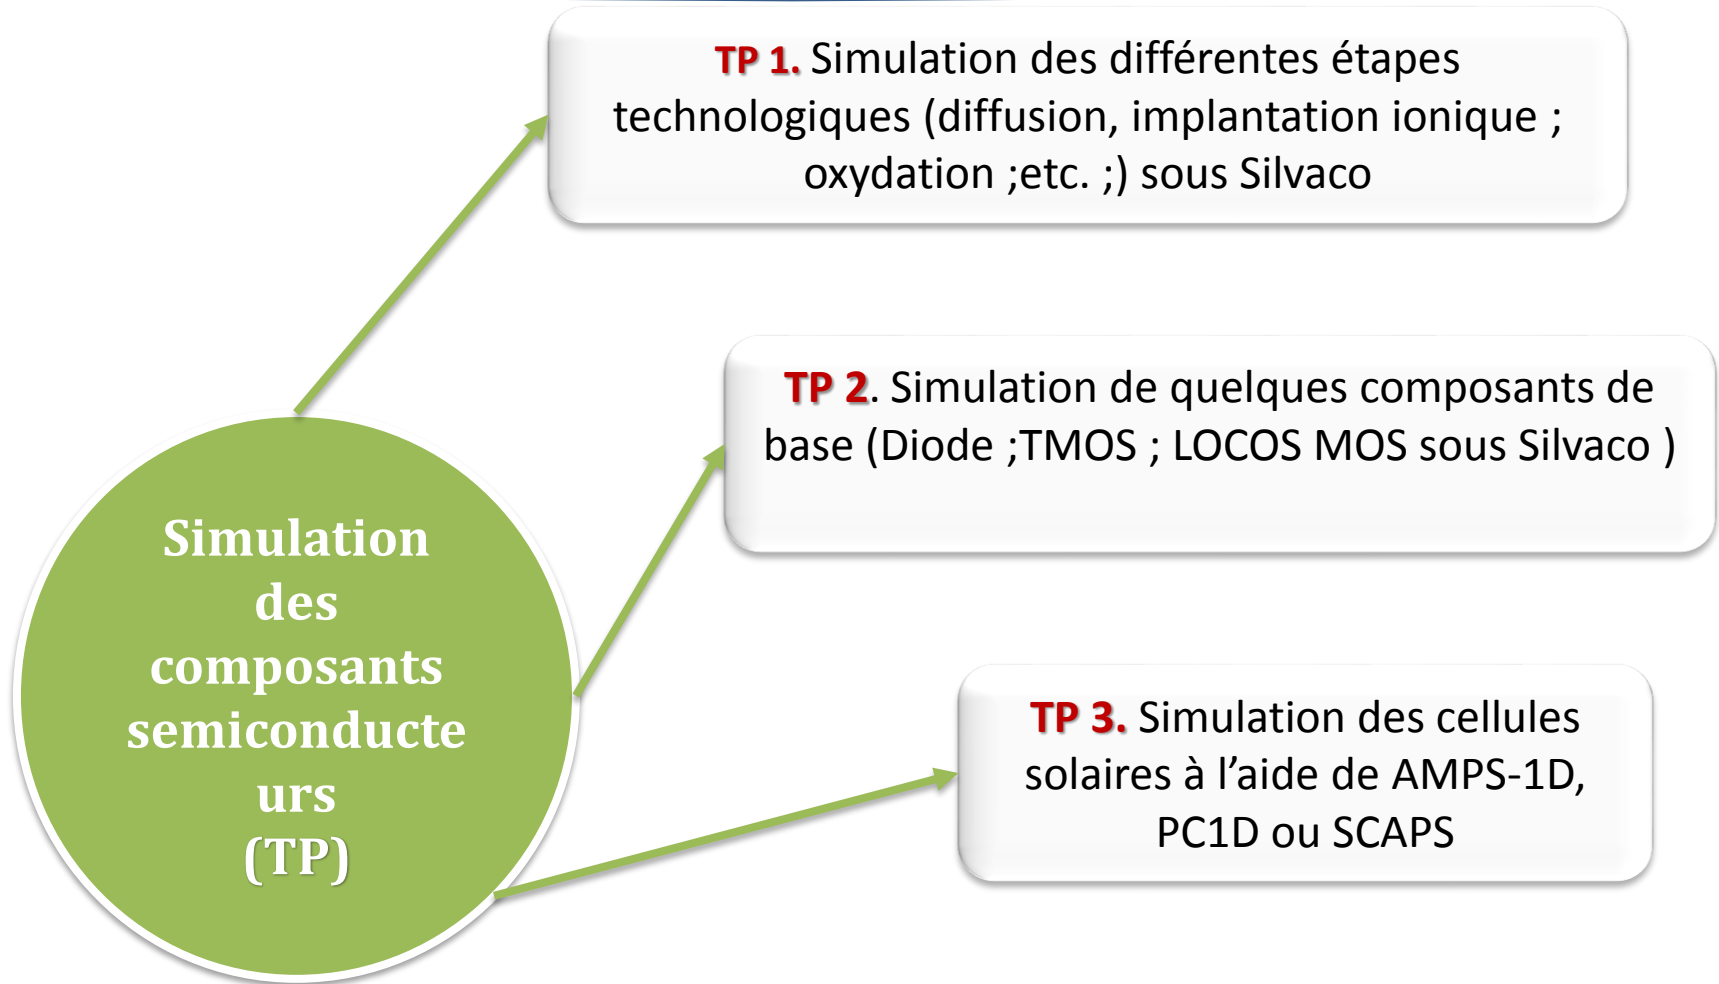 TP 1. Simulation des différentes étapes
technologiques (diffusion, implantation ionique ;
oxydation ;etc. ;) sous Silvaco
TP 2. Simulation de quelques composants de
base (Diode ;TMOS ; LOCOS MOS sous Silvaco )
Simulation
des
composants
semiconducte
urs
(TP)
TP 3. Simulation des cellules
solaires à l’aide de AMPS-1D,
PC1D ou SCAPS